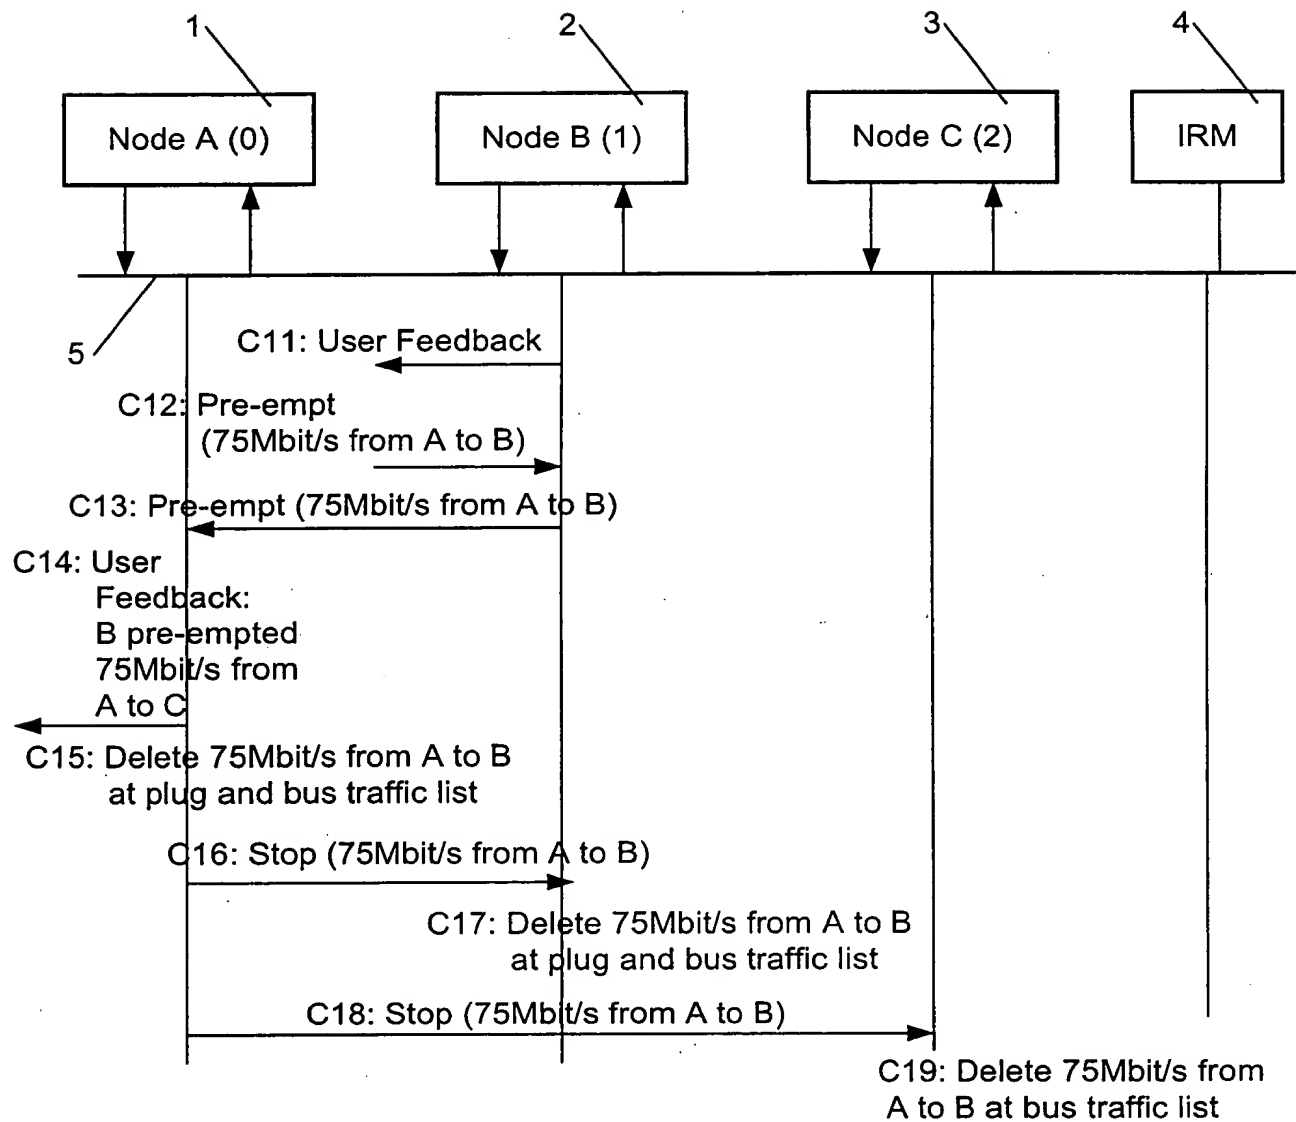 1
2
3
4
Node A (0)
Node B (1)
Node C (2)
IRM
5
C11: User Feedback
C12: Pre-empt
(75Mbit/s from A to B)
C13: Pre-empt (75Mbit/s from A to B)
C14: User
Feedback:
B pre-empted
75Mbit/s from
A to C
C15: Delete 75Mbit/s from A to B
at plug and bus traffic list
C16: Stop (75Mbit/s from A to B)
C17: Delete 75Mbit/s from A to B
at plug and bus traffic list
C18: Stop (75Mbit/s from A to B)
C19: Delete 75Mbit/s from
A to B at bus traffic list